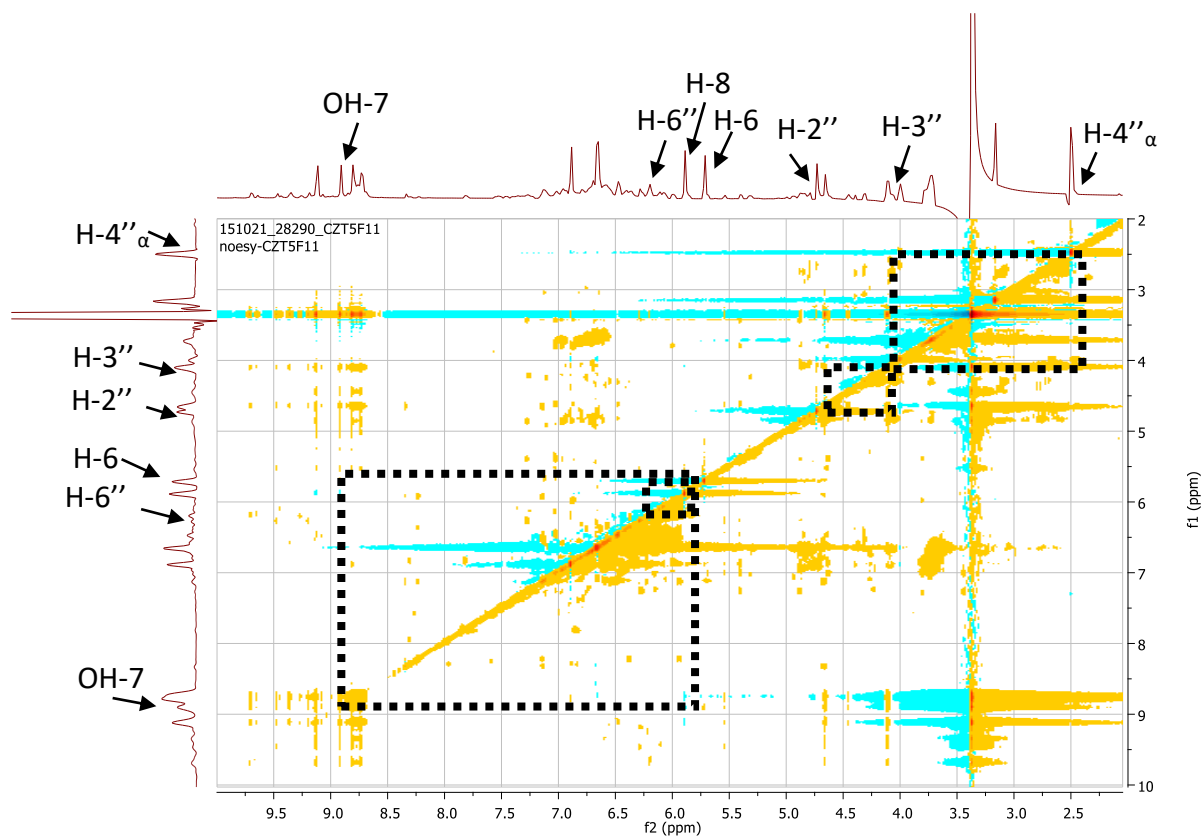 H-8
OH-7
H-6’’
H-6
H-2’’
H-3’’
H-4’’α
151021_28290_CZT5F11
noesy-CZT5F11
H-4’’α
H-3’’
H-2’’
H-6
H-6’’
OH-7
2
3
4
5
6
7
8
9
10
f1 (ppm)
9.5 9.0 8.5 8.0 7.5 7.0 6.5 6.0 5.5 5.0 4.5 4.0 3.5 3.0 2.5
f2 (ppm)